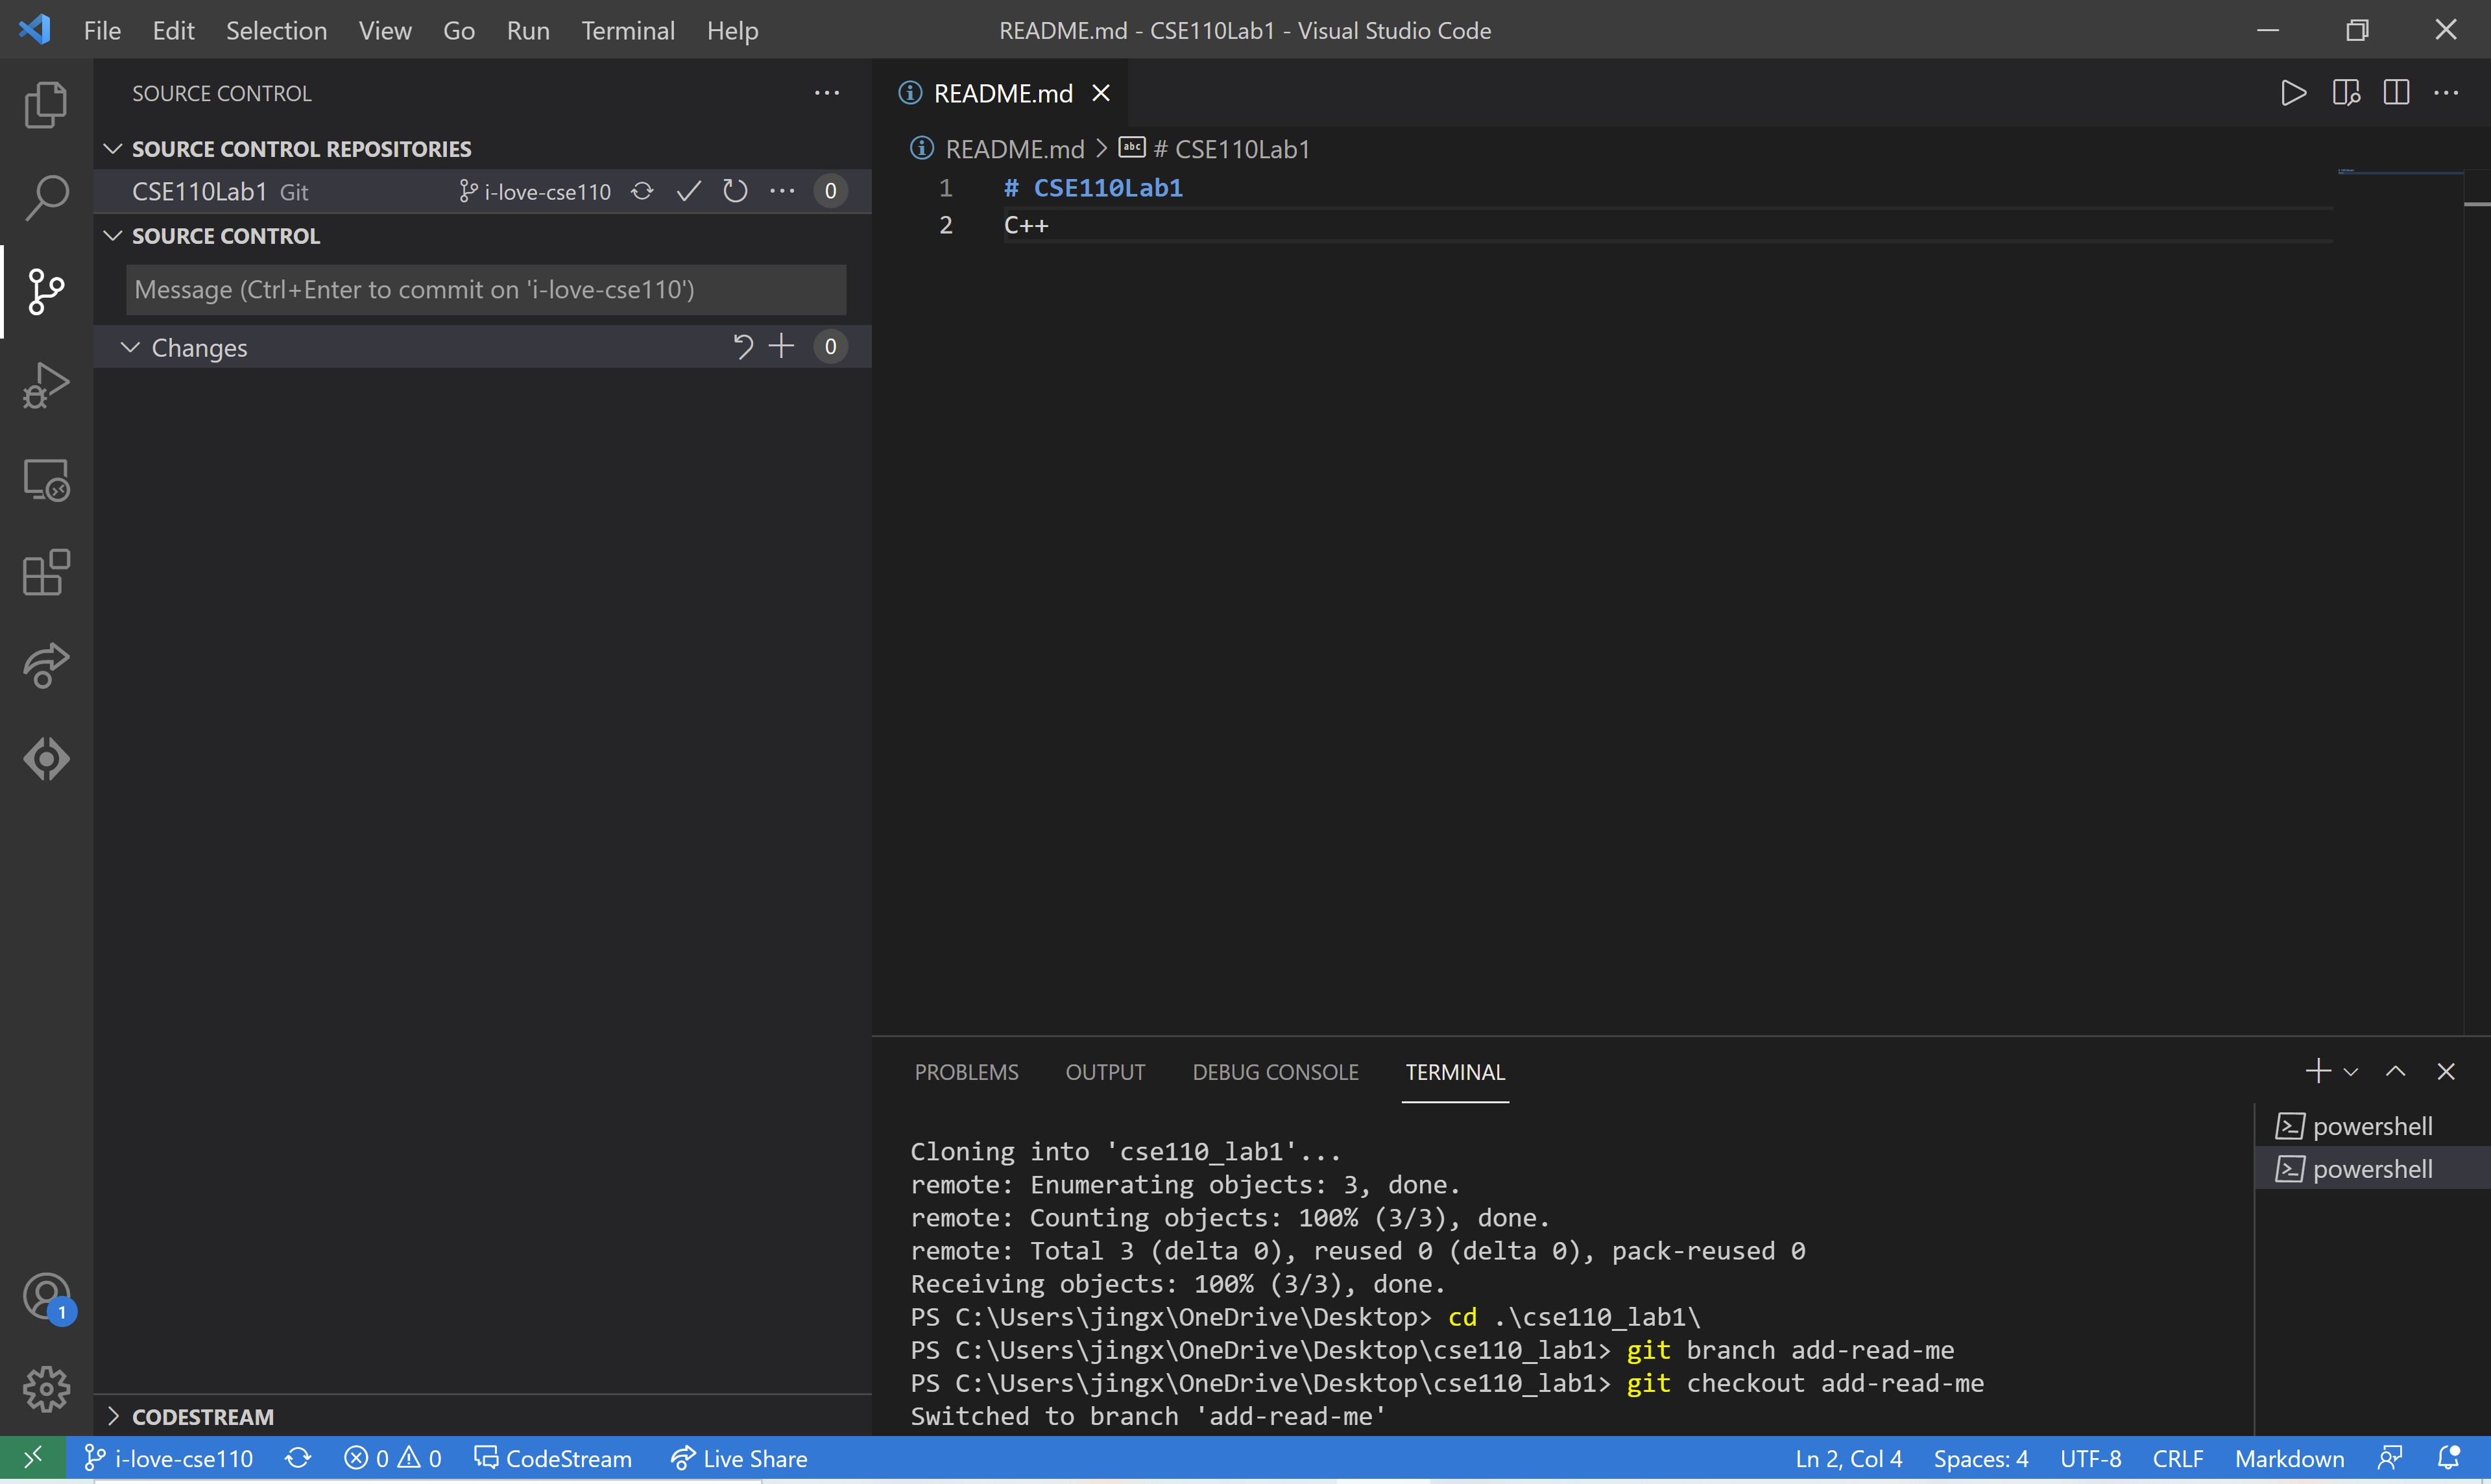 File Edit Selection View Go Run Terminal Help
README.md - CSE110Lab1 - Visual Studio Code
SOURCE CONTROL
SOURCE CONTROL REPOSITORIES
CSE110Lab1 Git i-love-cse110 0
SOURCE CONTROL
Message (Ctrl+Enter to commit on 'i-love-cse110')
Changes 0
CODESTREAM
README.md
README.md > abc # CSE110Lab1
1 # CSE110Lab1
2 C++
PROBLEMS OUTPUT DEBUG CONSOLE TERMINAL
Cloning into 'cse110_lab1'...
remote: Enumerating objects: 3, done.
remote: Counting objects: 100% (3/3), done.
remote: Total 3 (delta 0), reused 0 (delta 0), pack-reused 0
Receiving objects: 100% (3/3), done.
PS C:\Users\jingx\OneDrive\Desktop> cd .\cse110_lab1\
PS C:\Users\jingx\OneDrive\Desktop\cse110_lab1> git branch add-read-me
PS C:\Users\jingx\OneDrive\Desktop\cse110_lab1> git checkout add-read-me
Switched to branch 'add-read-me'
powershell
powershell
1
i-love-cse110 0 0 CodeStream Live Share
Ln 2, Col 4 Spaces: 4 UTF-8 CRLF Markdown